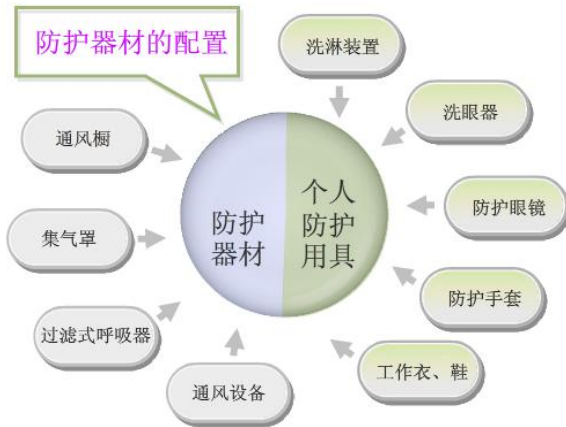 防护器材的配置
洗淋装置
洗眼器
通风橱
防护
器材
个人
防护
用具
防护眼镜
集气罩
防护手套
过滤式呼吸器
工作衣、鞋
通风设备